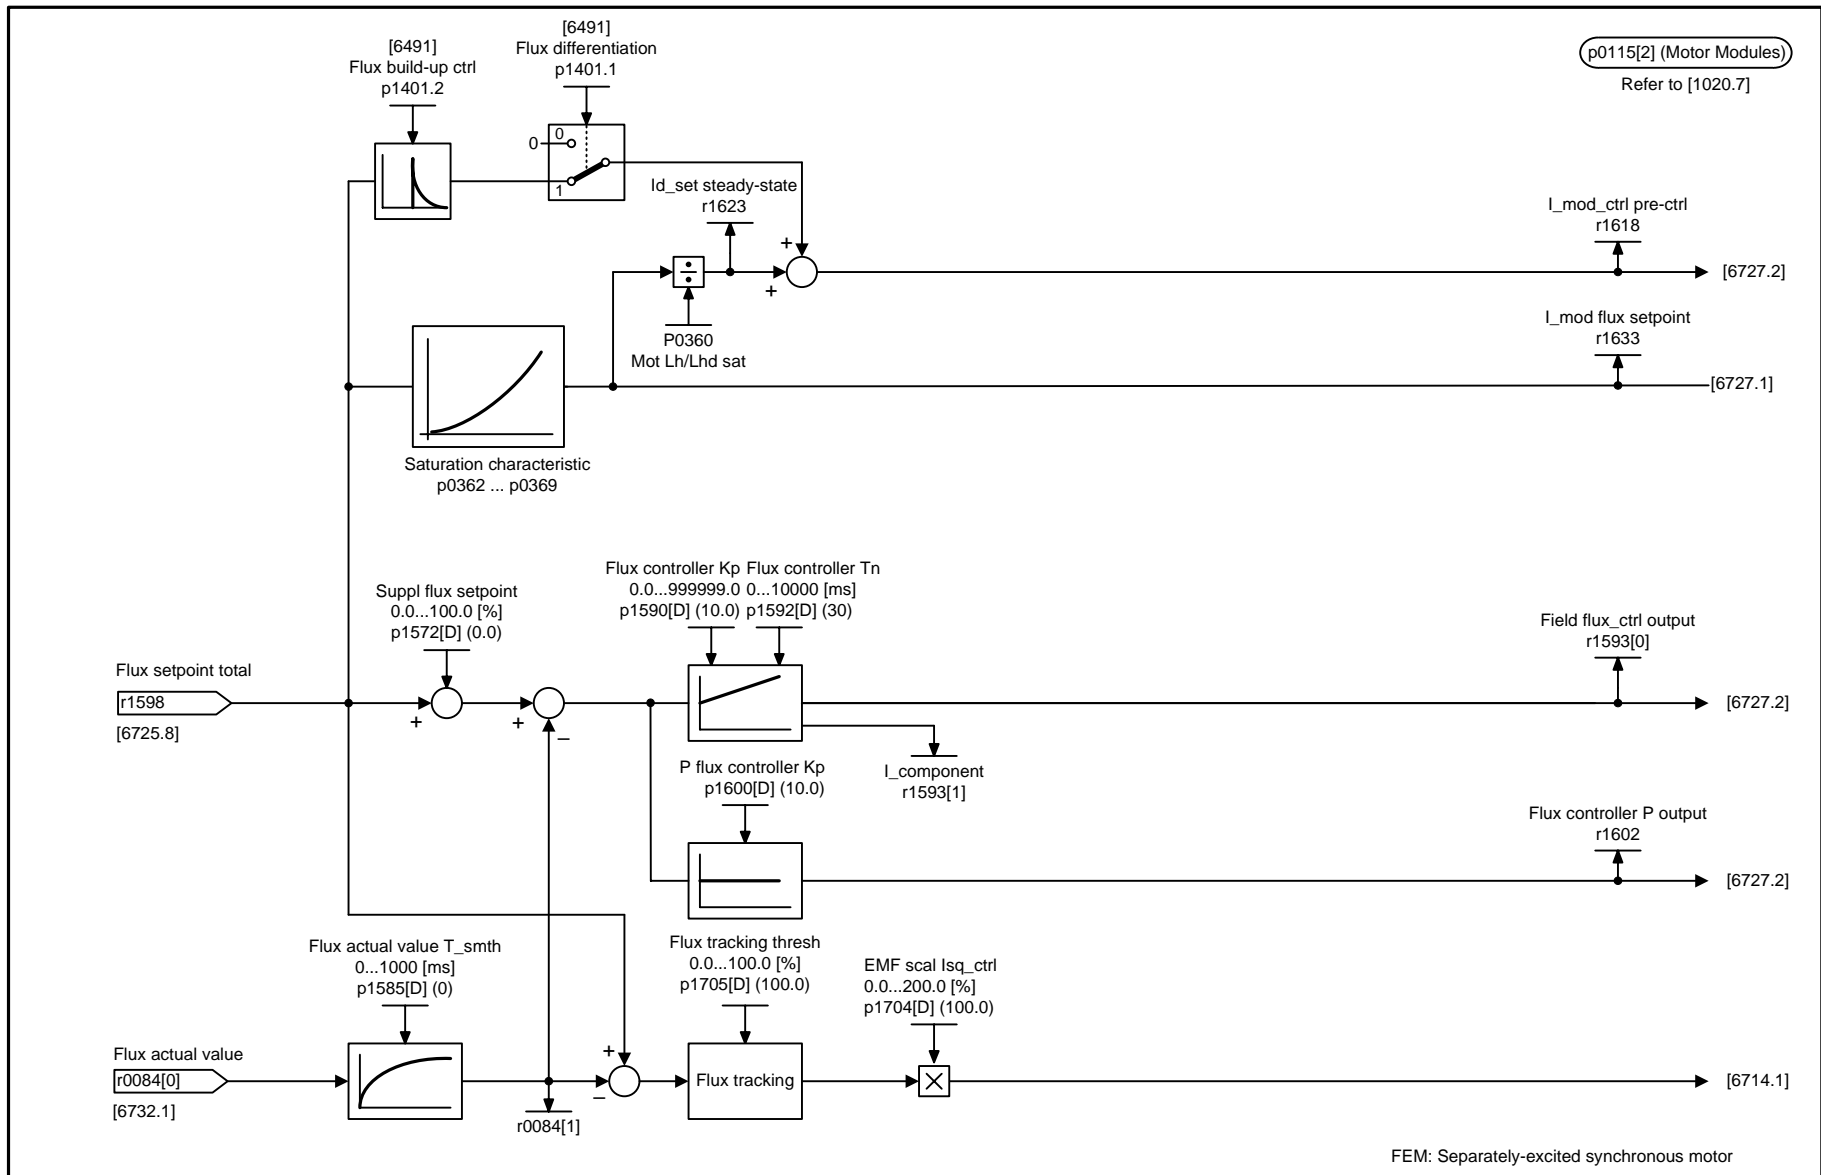 [6491]
Flux differentiation
p1401.1
[6491]
Flux build-up ctrl
p1401.2
p0115[2] (Motor Modules)
Refer to [1020.7]
0
0
1
Id_set steady-state
r1623
+
+
÷
P0360
Mot Lh/Lhd sat
I_mod_ctrl pre-ctrl
r1618
[6727.2]
I_mod flux setpoint
r1633
[6727.1]
Saturation characteristic
p0362 ... p0369
Suppl flux setpoint
0.0...100.0 [%]
p1572[D] (0.0)
Flux controller Kp
0.0...999999.0
p1590[D] (10.0)
Flux controller Tn
0...10000 [ms]
p1592[D] (30)
Field flux_ctrl output
r1593[0]
[6727.2]
Flux setpoint total
r1598
[6725.8]
+
+
–
I_component
r1593[1]
P flux controller Kp
p1600[D] (10.0)
Flux controller P output
r1602
[6727.2]
Flux actual value T_smth
0...1000 [ms]
p1585[D] (0)
Flux tracking thresh
0.0...100.0 [%]
p1705[D] (100.0)
EMF scal Isq_ctrl
0.0...200.0 [%]
p1704[D] (100.0)
Flux actual value
r0084[0]
[6732.1]
+
–
r0084[1]
Flux tracking
×
[6714.1]
FEM: Separately-excited synchronous motor